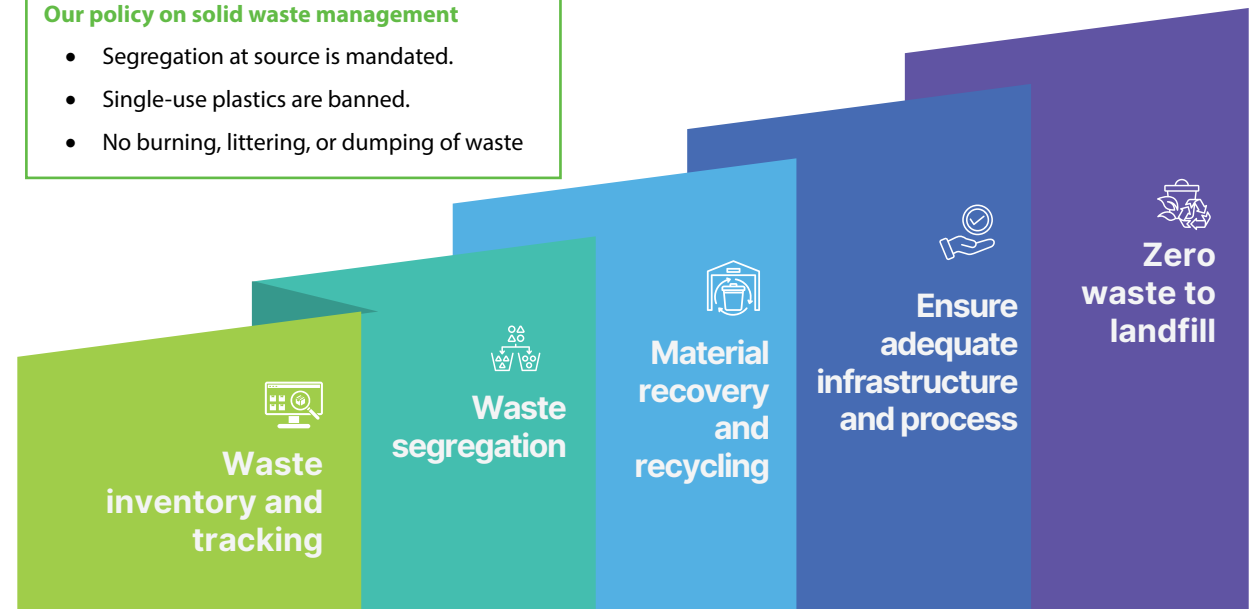 Our policy on solid waste management
• Segregation at source is mandated.
• Single-use plastics are banned.
• No burning, littering, or dumping of waste
Waste
inventory and
tracking
Waste
segregation
Material
recovery
and
recycling
Ensure
adequate
infrastructure
and process
Zero
waste to
landfill